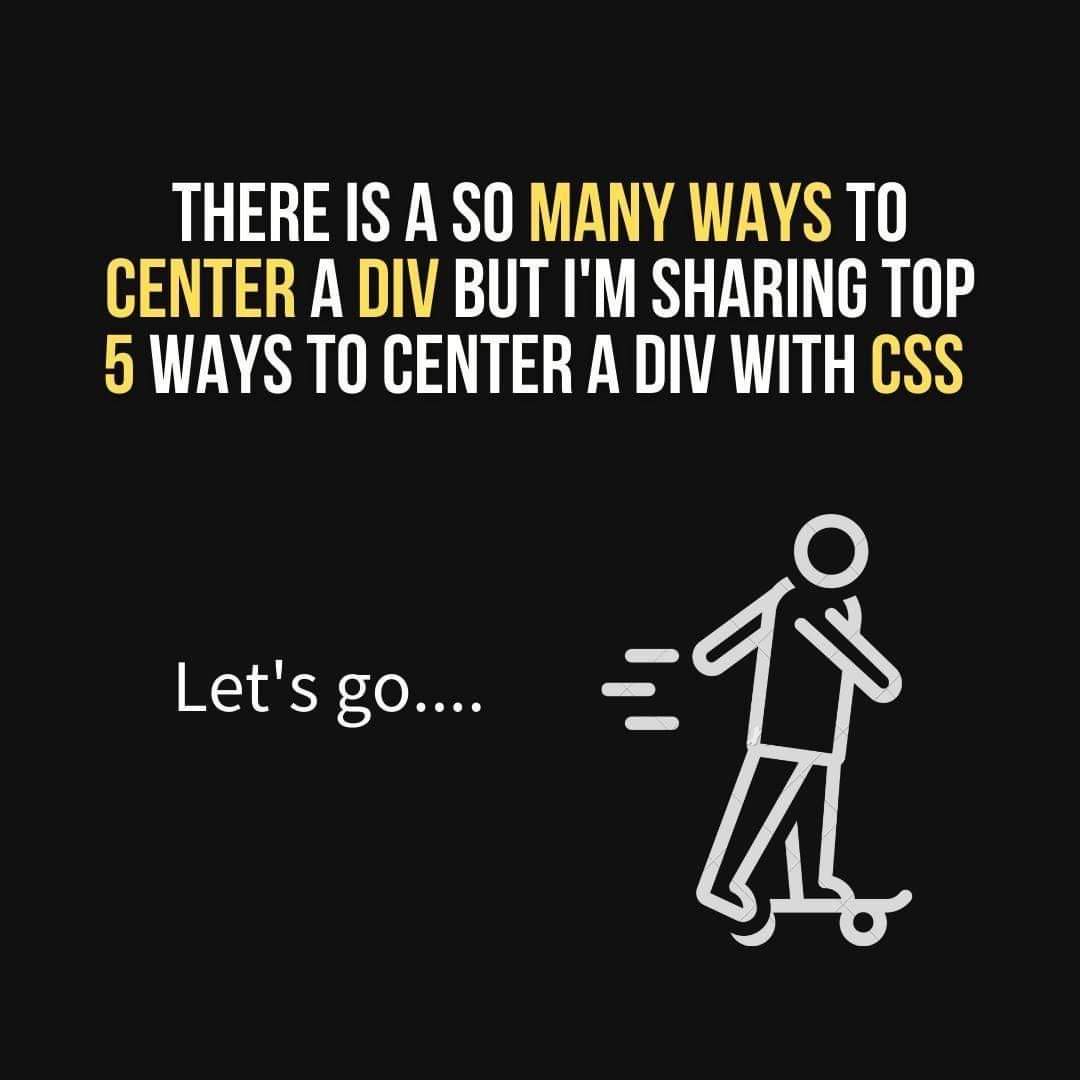 THERE IS A SO MANY WAYS TO
CENTER A DIV BUT I'M SHARING TOP
5 WAYS TO CENTER A DIV WITH CSS
Let's go....